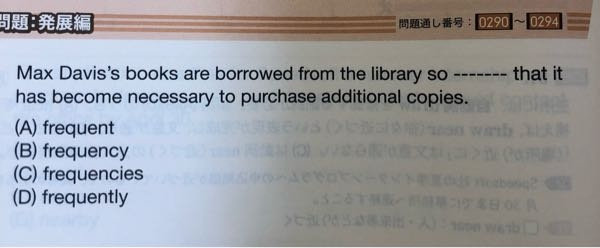 問題：発展編
問題通し番号： 0290 〜 0294
Max Davis's books are borrowed from the library so ------- that it
has become necessary to purchase additional copies.
(A) frequent
(B) frequency
(C) frequencies
(D) frequently